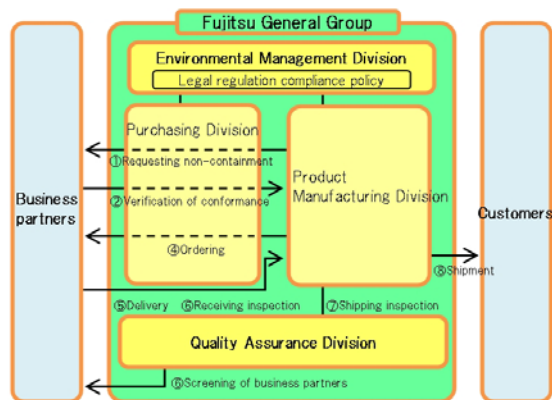 Fujitsu General Group
Environmental Management Division
Legal regulation compliance policy
Purchasing Division
①Requesting non-containment
Product
Manufacturing Division
Business
partners
②Verification of conformance
Customers
④Ordering
⑧Shipment
⑤Delivery ⑥Receiving inspection ⑦Shipping inspection
Quality Assurance Division
⑥Screening of business partners